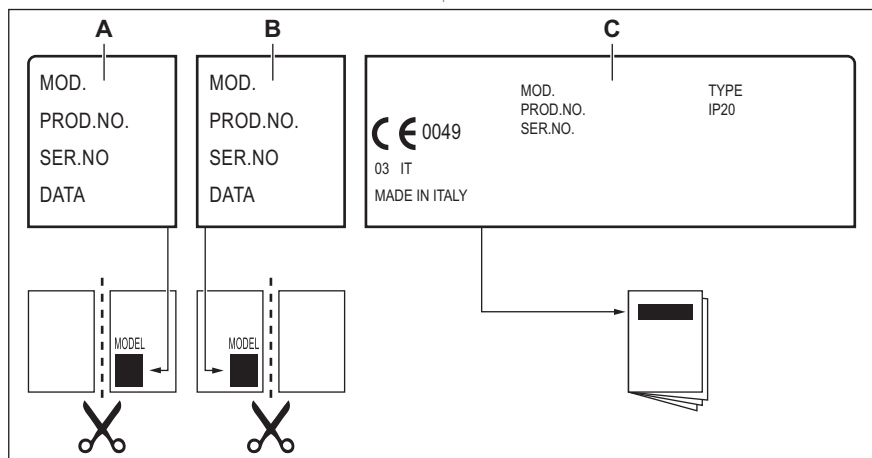 A
B
C
MOD.
PROD.NO.
SER.NO
DATA
MOD.
PROD.NO.
SER.NO
DATA
MOD.
PROD.NO.
SER.NO.
TYPE
IP20
CE 0049
03 IT
MADE IN ITALY
MODEL
MODEL